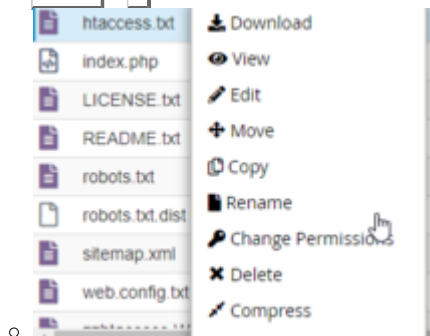 htaccess.txt
index.php
LICENSE.txt
README.txt
robots.txt
robots.txt.dist
sitemap.xml
web.config.txt
Download
View
Edit
Move
Copy
Rename
Change Permissions
Delete
Compress